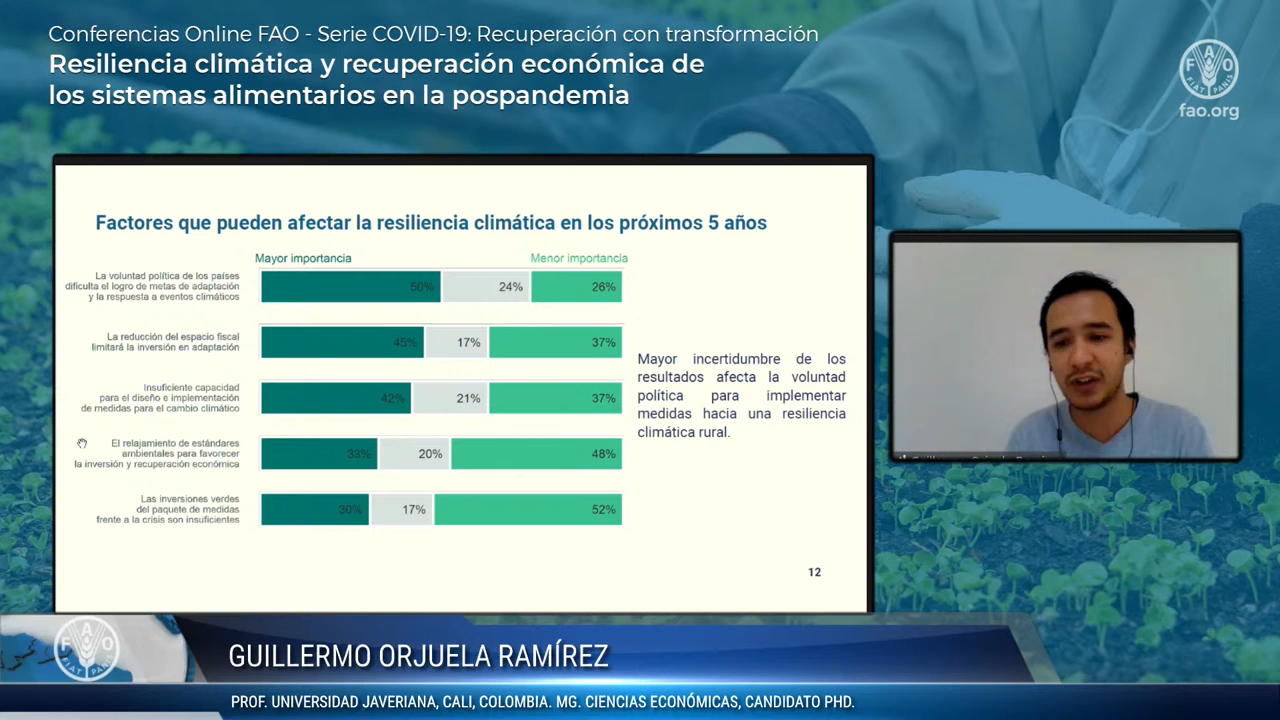 Conferencias Online FAO - Serie COVID-19: Recuperación con transformación
Resiliencia climática y recuperación económica de
los sistemas alimentarios en la pospandemia
F A O
FIAT PANIS
fao.org
Factores que pueden afectar la resiliencia climática en los próximos 5 años
Mayor importancia
Menor importancia
La voluntad política de los países
dificulta el logro de metas de adaptación
y la respuesta a eventos climáticos
50%
24%
26%
La reducción del espacio fiscal
limitará la inversión en adaptación
45%
17%
37%
Insuficiente capacidad
para el diseño e implementación
de medidas para el cambio climático
42%
21%
37%
El relajamiento de estándares
ambientales para favorecer
la inversión y recuperación económica
33%
20%
48%
Las inversiones verdes
del paquete de medidas
frente a la crisis son insuficientes
30%
17%
52%
Mayor incertidumbre de los
resultados afecta la voluntad
política para implementar
medidas hacia una resiliencia
climática rural.
12
F A O
FIAT PANIS
GUILLERMO ORJUELA RAMÍREZ
PROF. UNIVERSIDAD JAVERIANA, CALI, COLOMBIA. MG. CIENCIAS ECONÓMICAS, CANDIDATO PHD.